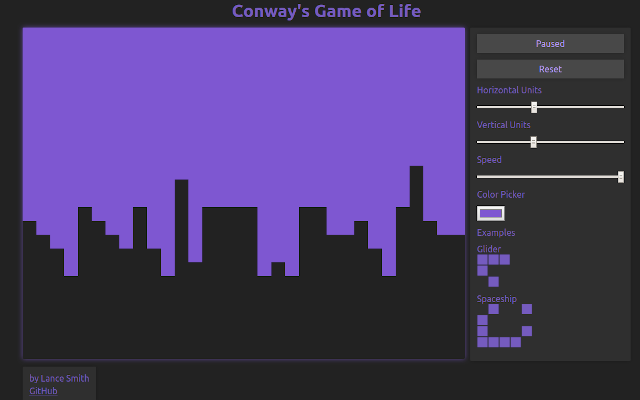 Conway's Game of Life
Paused
Reset
Horizontal Units
Vertical Units
Speed
Color Picker
Examples
Glider
Spaceship
by Lance Smith
GitHub